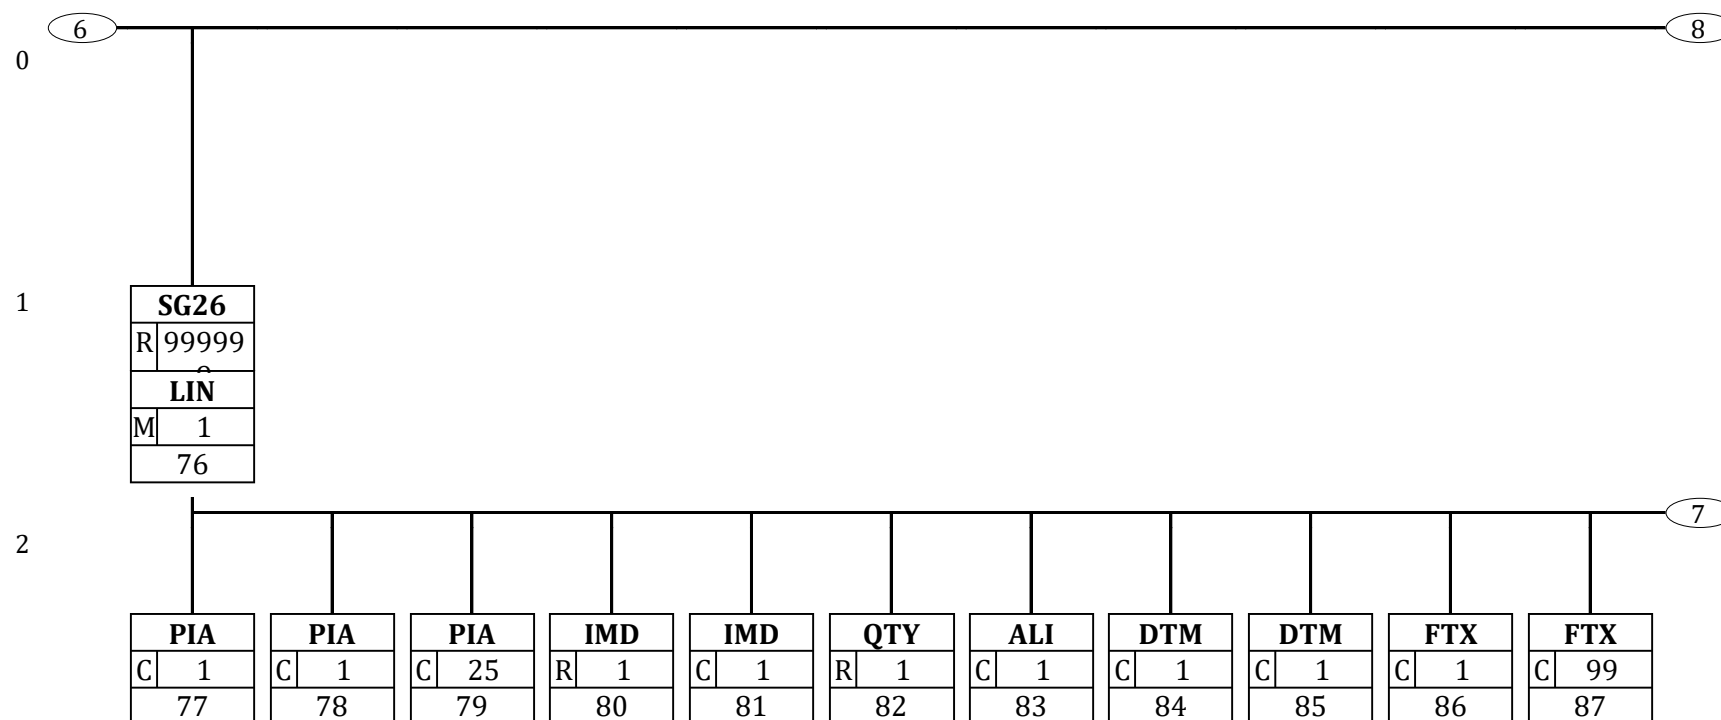 6 8
0
1
SG26
R 99999
LIN
M 1
76
7
2
PIA PIA PIA IMD IMD QTY ALI DTM DTM FTX FTX
C 1 C 1 C 25 R 1 C 1 R 1 C 1 C 1 C 1 C 1 C 99
77 78 79 80 81 82 83 84 85 86 87